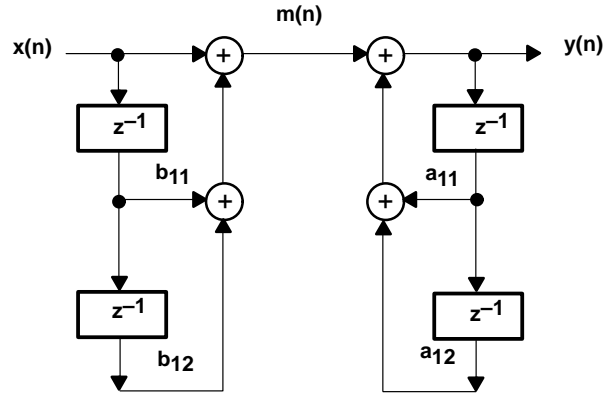 m(n)
x(n) + + y(n)
z–1 z–1
b11 a11
+ +
z–1 z–1
b12 a12